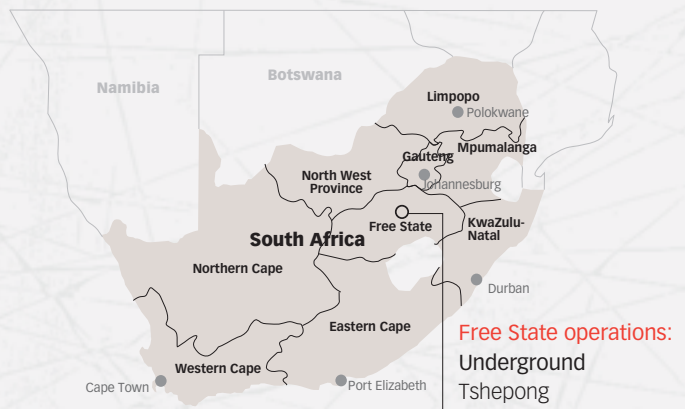 Namibia
Botswana
Limpopo
Polokwane
Mpumalanga
Gauteng
Johannesburg
North West
Province
Free State
KwaZulu-
Natal
South Africa
Northern Cape
Durban
Eastern Cape
Free State operations:
Underground
Western Cape
Cape Town
Port Elizabeth
Tshepong